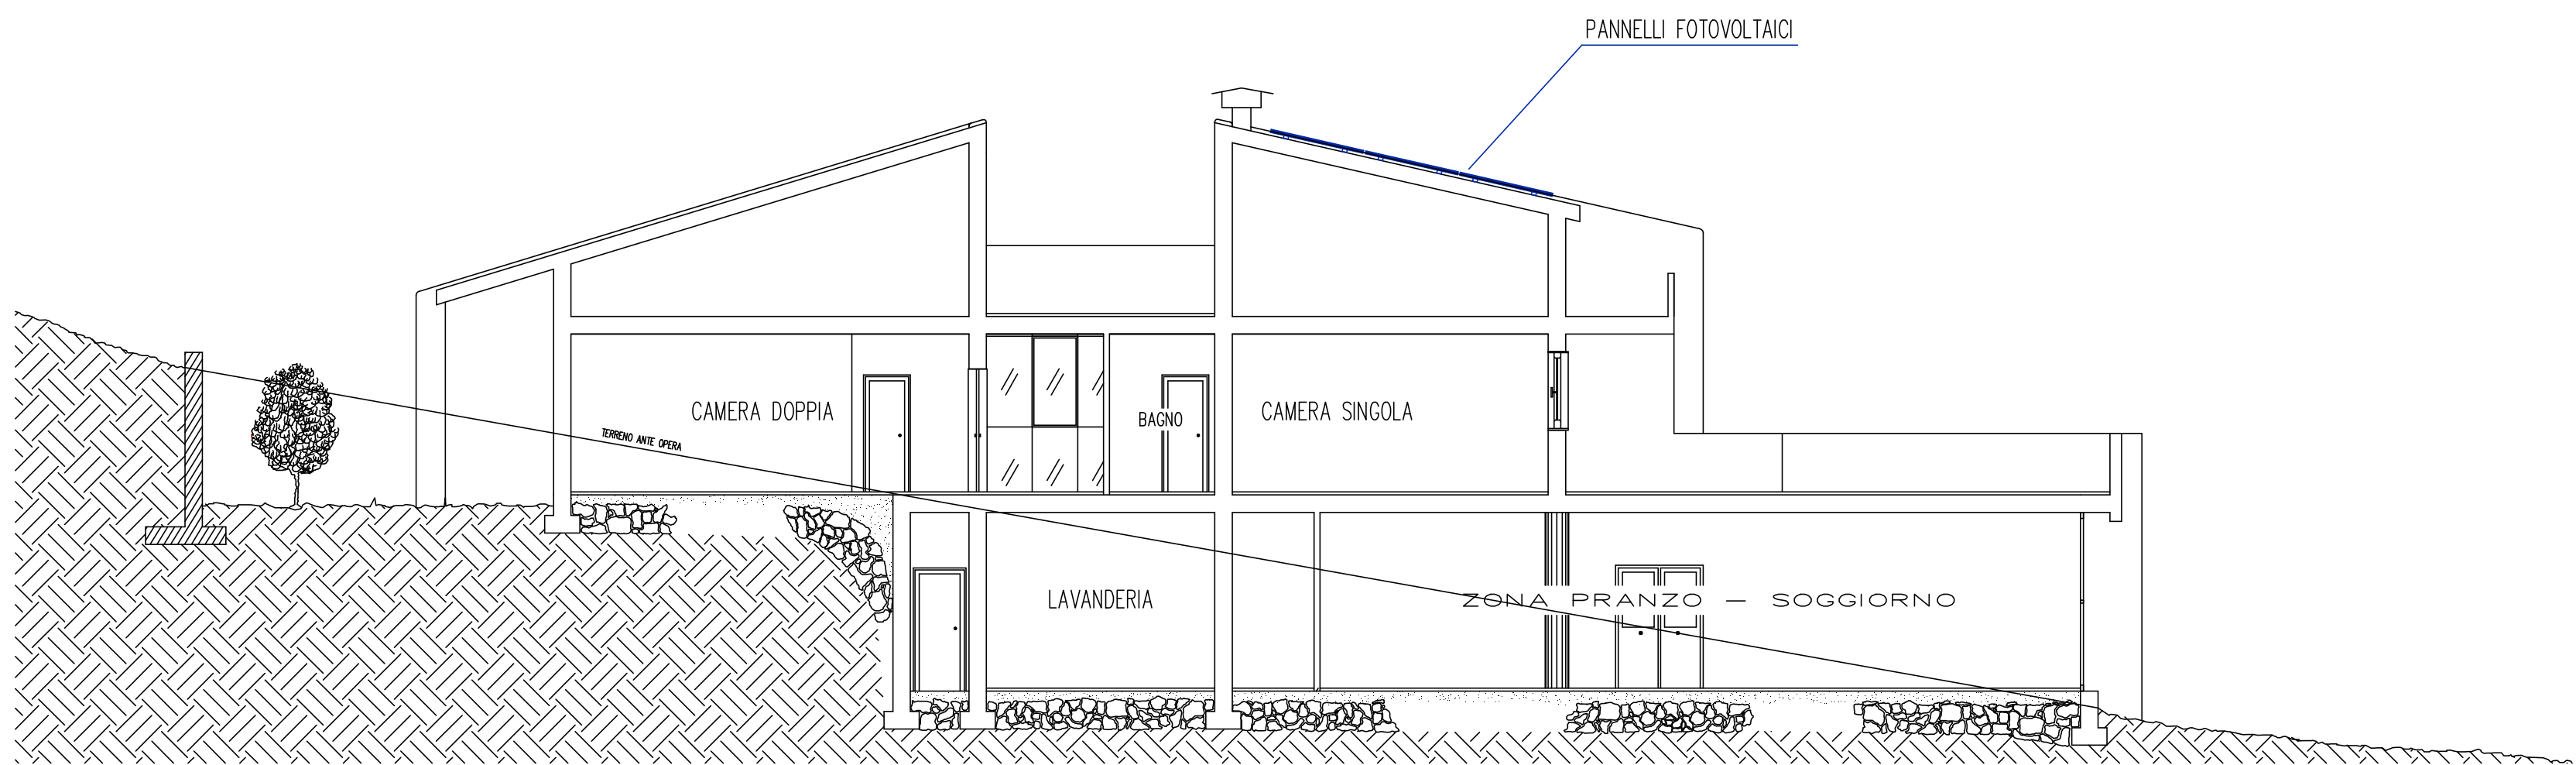 PANNELLI FOTOVOLTAICI
CAMERA DOPPIA
BAGNO
CAMERA SINGOLA
TERRENO ANTE OPERA
LAVANDERIA
ZONA PRANZO — SOGGIORNO